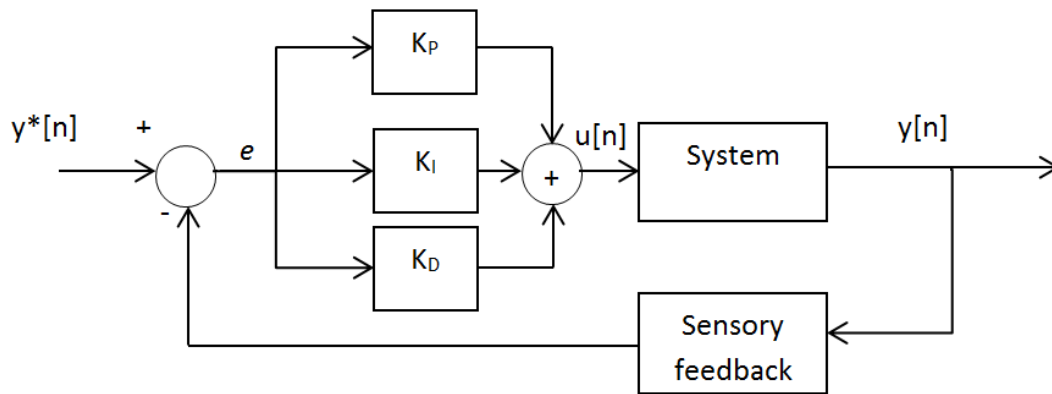 K_P
y*[n]
+
e
K_I
+
u[n]
System
y[n]
-
K_D
Sensory
feedback